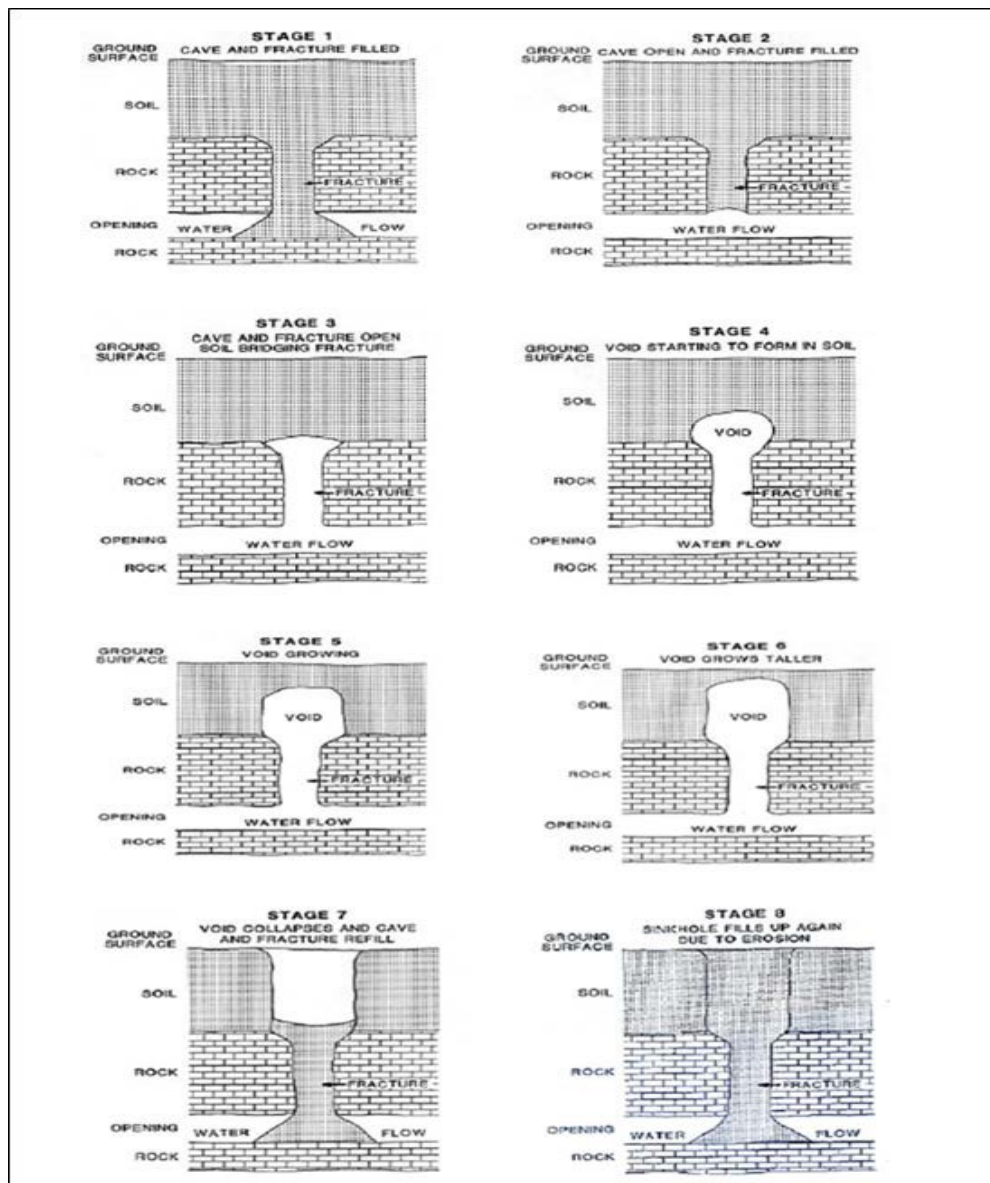 STAGE 1
CAVE AND FRACTURE FILLED
GROUND
SURFACE
SOIL
ROCK
FRACTURE
OPENING
WATER
FLOW
ROCK
STAGE 2
CAVE OPEN AND FRACTURE FILLED
GROUND
SURFACE
SOIL
ROCK
FRACTURE
OPENING
WATER FLOW
ROCK
STAGE 3
CAVE AND FRACTURE OPEN
SOIL BRIDGING FRACTURE
GROUND
SURFACE
SOIL
ROCK
FRACTURE
OPENING
WATER FLOW
ROCK
STAGE 4
VOID STARTING TO FORM IN SOIL
GROUND
SURFACE
SOIL
VOID
ROCK
FRACTURE
OPENING
WATER FLOW
ROCK
STAGE 5
VOID GROWING
GROUND
SURFACE
SOIL
VOID
ROCK
FRACTURE
OPENING
WATER FLOW
ROCK
STAGE 6
VOID GROWS TALLER
GROUND
SURFACE
SOIL
VOID
ROCK
FRACTURE
OPENING
WATER FLOW
ROCK
STAGE 7
VOID COLLAPSES AND CAVE
AND FRACTURE REFILL
GROUND
SURFACE
SOIL
ROCK
FRACTURE
OPENING
WATER
FLOW
ROCK
STAGE 8
SINKHOLE FILLS UP AGAIN
DUE TO EROSION
GROUND
SURFACE
SOIL
ROCK
FRACTURE
OPENING
WATER
FLOW
ROCK